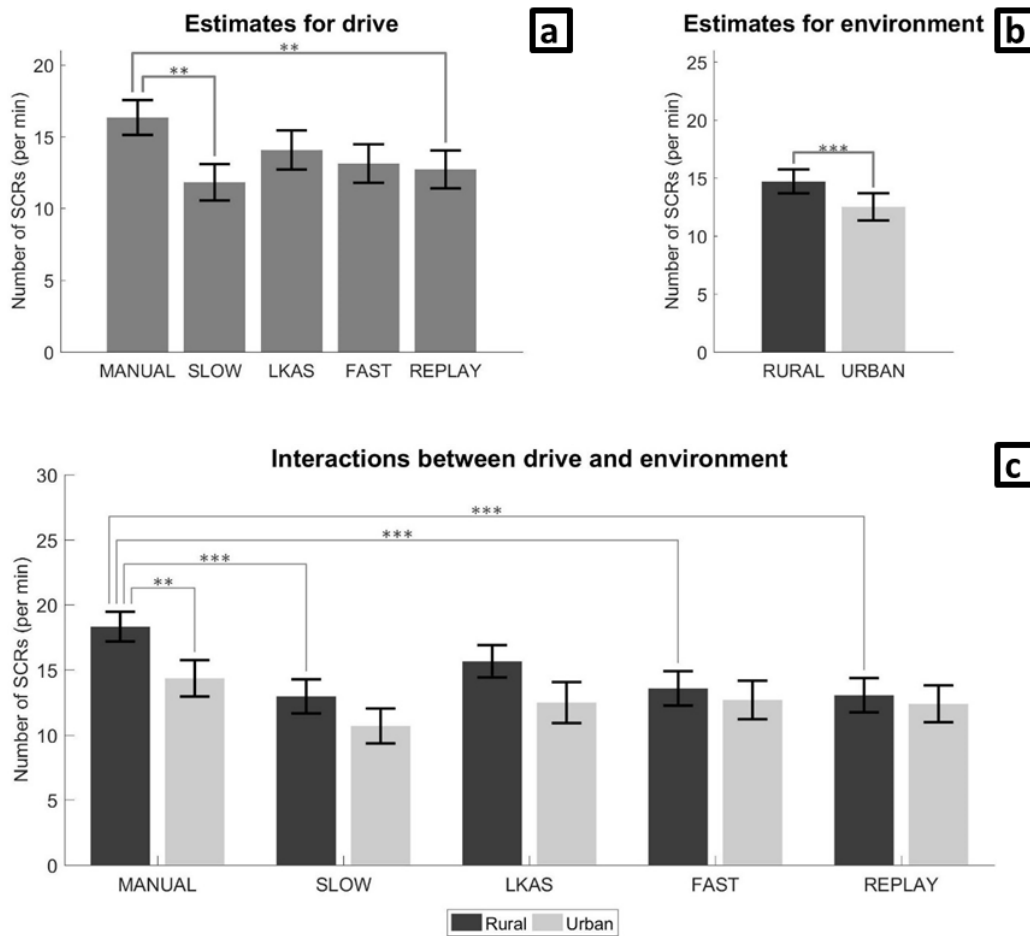 Estimates for drive
a
Number of SCRs (per min)
20
15
10
5
0
**
**
MANUAL SLOW LKAS FAST REPLAY
Estimates for environment
b
Number of SCRs (per min)
25
20
15
10
5
0
***
RURAL URBAN
Interactions between drive and environment
c
Number of SCRs (per min)
30
25
20
15
10
5
0
***
***
***
**
MANUAL SLOW LKAS FAST REPLAY
Rural Urban